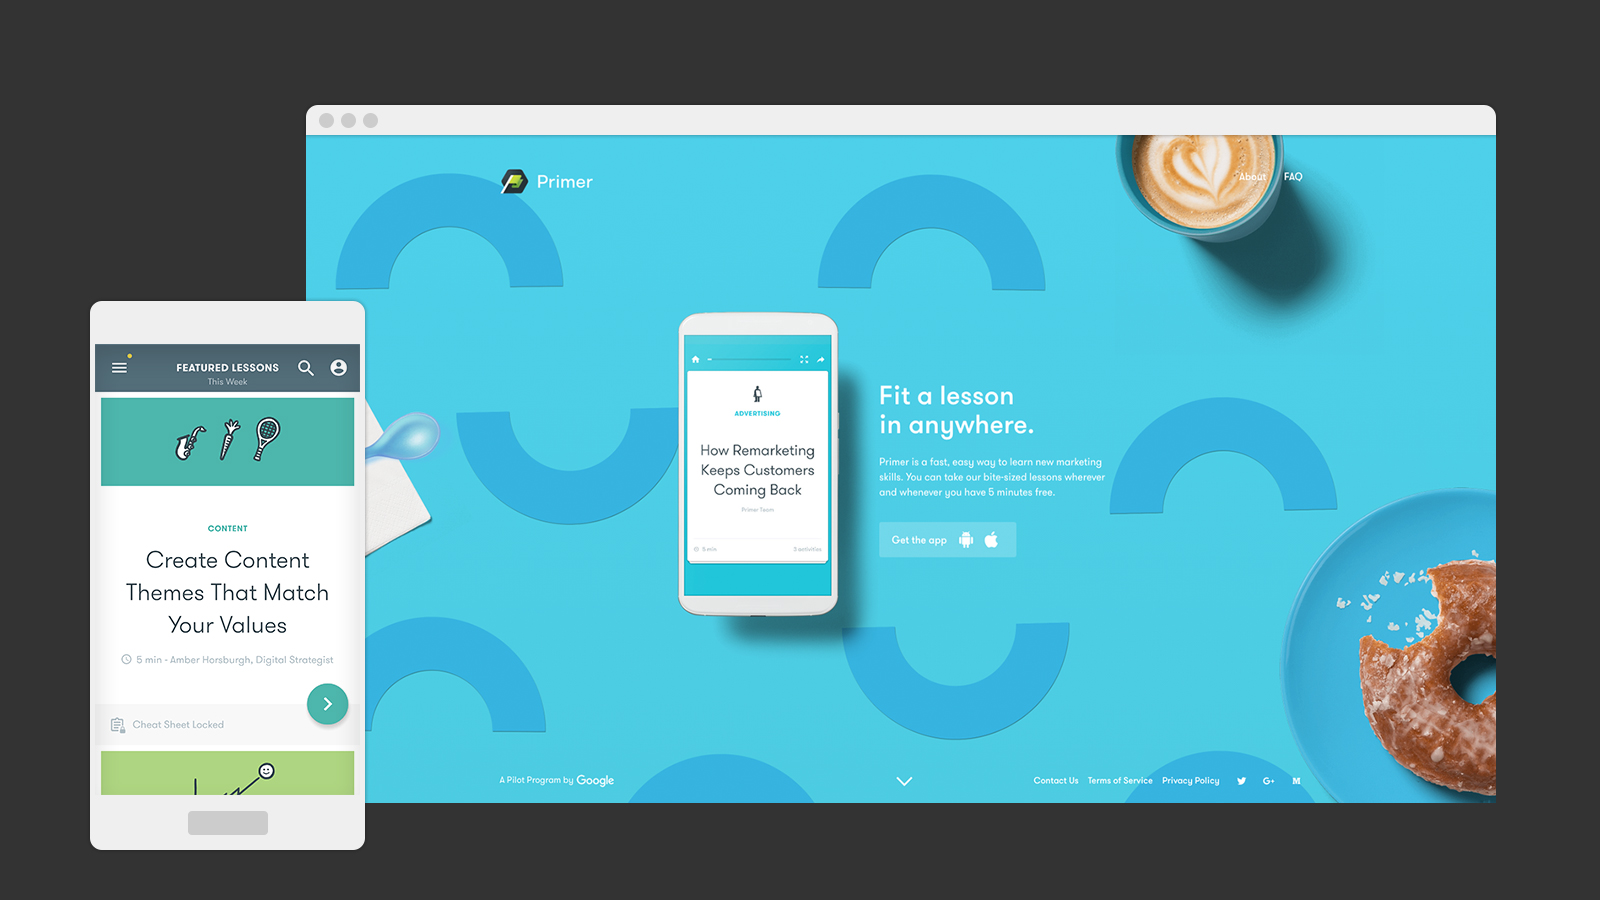 Primer
About
FAQ
FEATURED LESSONS
This Week
CONTENT
Create Content
Themes That Match
Your Values
5 min - Amber Horsburgh, Digital Strategist
Cheat Sheet Locked
ADVERTISING
How Remarketing
Keeps Customers
Coming Back
Primer Team
5 min
3 activities
Fit a lesson
in anywhere.
Primer is a fast, easy way to learn new marketing
skills. You can take our bite-sized lessons wherever
and whenever you have 5 minutes free.
Get the app
A Pilot Program by Google
Contact Us
Terms of Service
Privacy Policy
G+
M